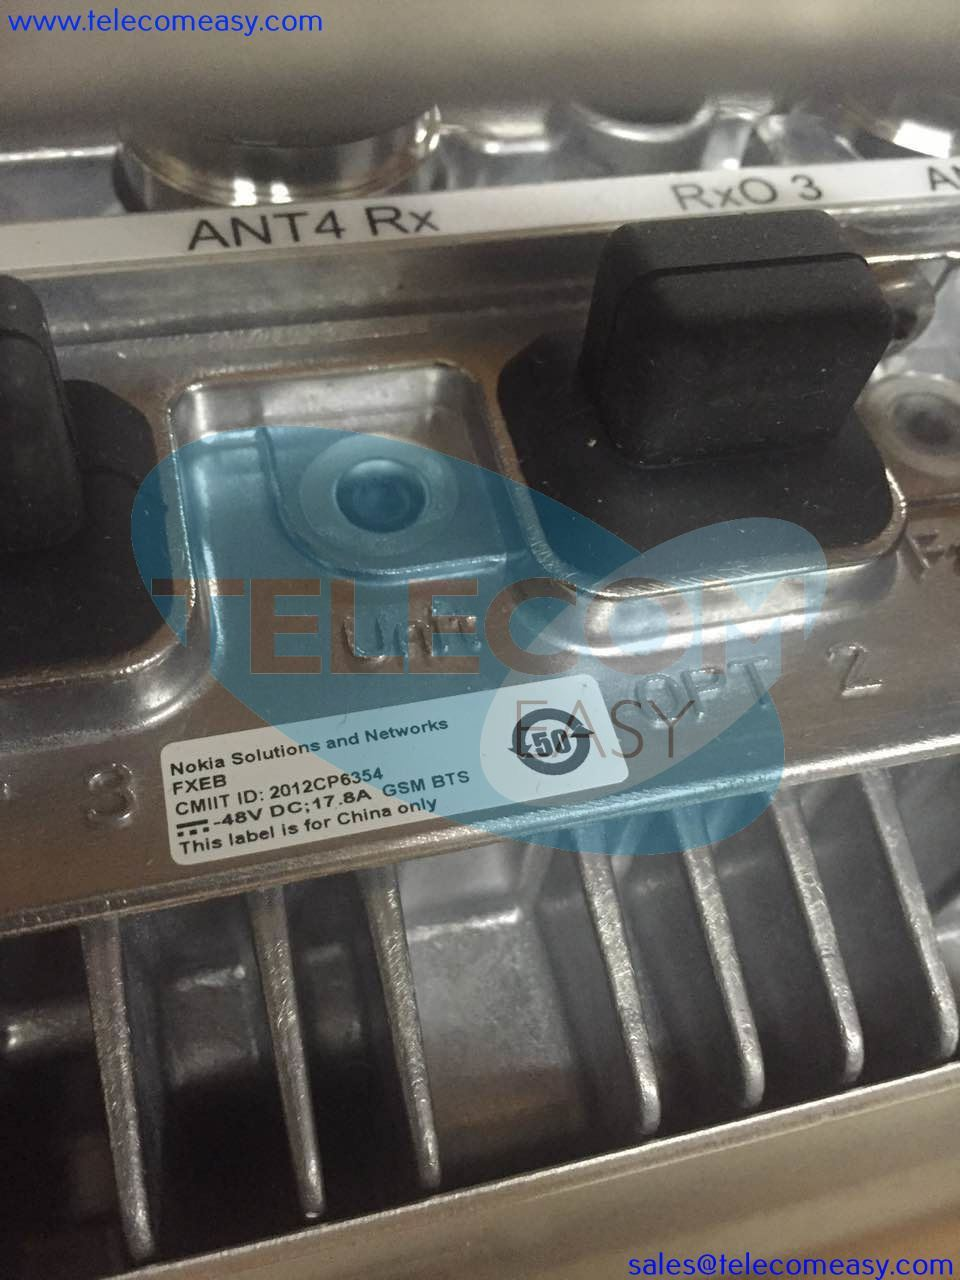 www.telecomeasy.com
ANT4 Rx
RxO 3
TELECOM
Unit
EASY
OPT 2
3
Nokia Solutions and Networks
FXEB
CMIIT ID: 2012CP6354
-48V DC;17.8A GSM BTS
This label is for China only
50
sales@telecomeasy.com